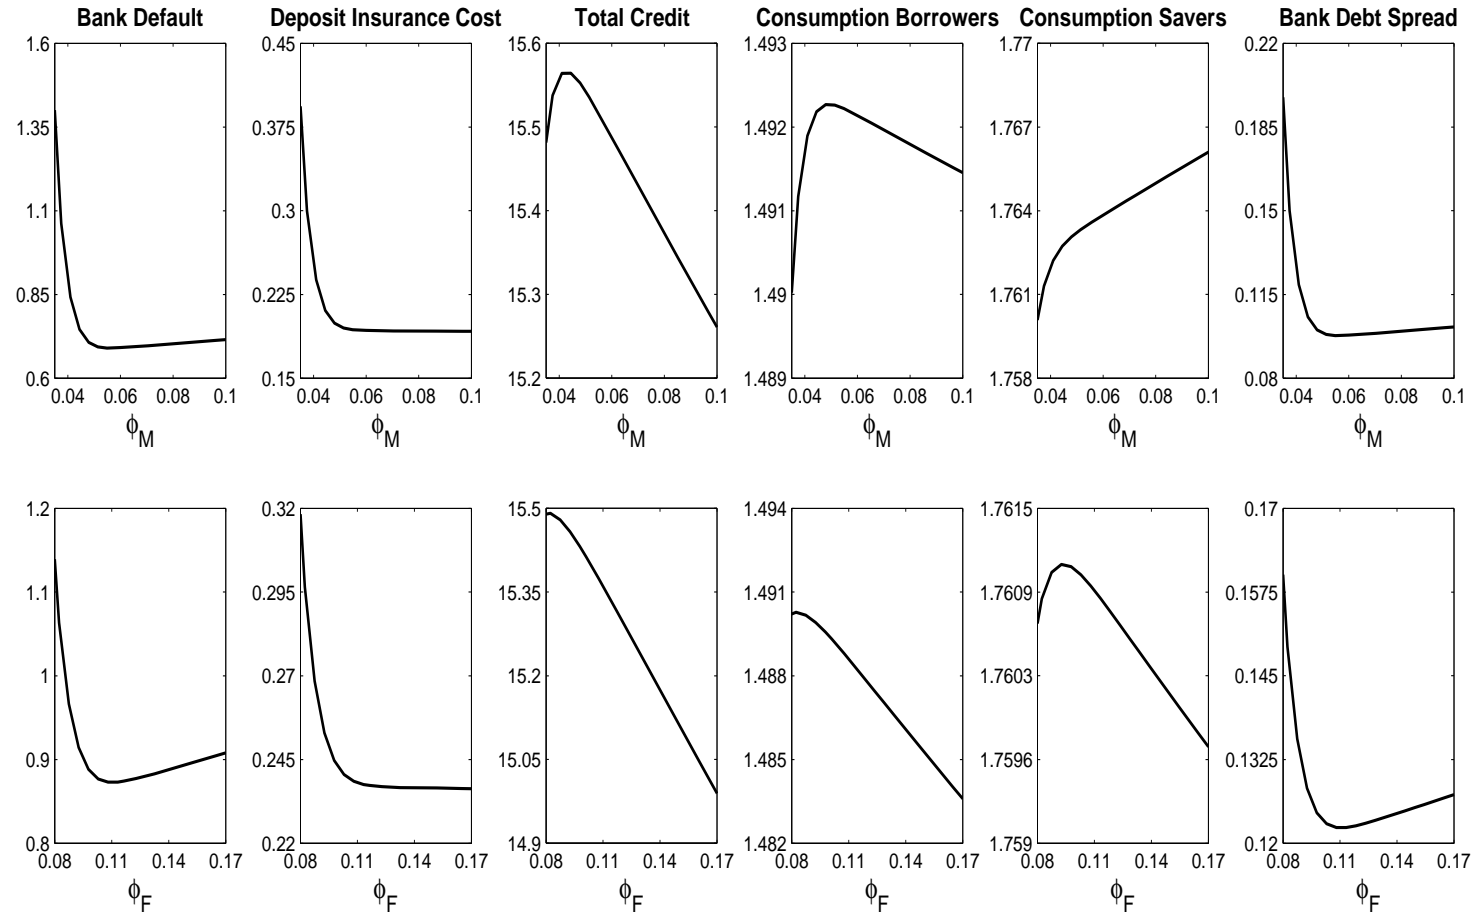 Bank Default Deposit Insurance Cost Total Credit Consumption Borrowers Consumption Savers Bank Debt Spread
1.6 0.45 15.6 1.493 1.77 0.22
1.35 0.375 15.5 1.492 1.767 0.185
1.1 0.3 15.4 1.491 1.764 0.15
0.85 0.225 15.3 1.49 1.761 0.115
0.6 0.15 15.2 1.489 1.758 0.08
0.04 0.06 0.08 0.1 0.04 0.06 0.08 0.1 0.04 0.06 0.08 0.1 0.04 0.06 0.08 0.1 0.04 0.06 0.08 0.1 0.04 0.06 0.08 0.1
ϕM ϕM ϕM ϕM ϕM ϕM
1.2 0.32 15.5 1.494 1.7615 0.17
1.1 0.295 15.35 1.491 1.7609 0.1575
1 0.27 15.2 1.488 1.7603 0.145
0.9 0.245 15.05 1.485 1.7596 0.1325
0.8 0.22 14.9 1.482 1.759 0.12
0.08 0.11 0.14 0.17 0.08 0.11 0.14 0.17 0.08 0.11 0.14 0.17 0.08 0.11 0.14 0.17 0.08 0.11 0.14 0.17 0.08 0.11 0.14 0.17
ϕF ϕF ϕF ϕF ϕF ϕF